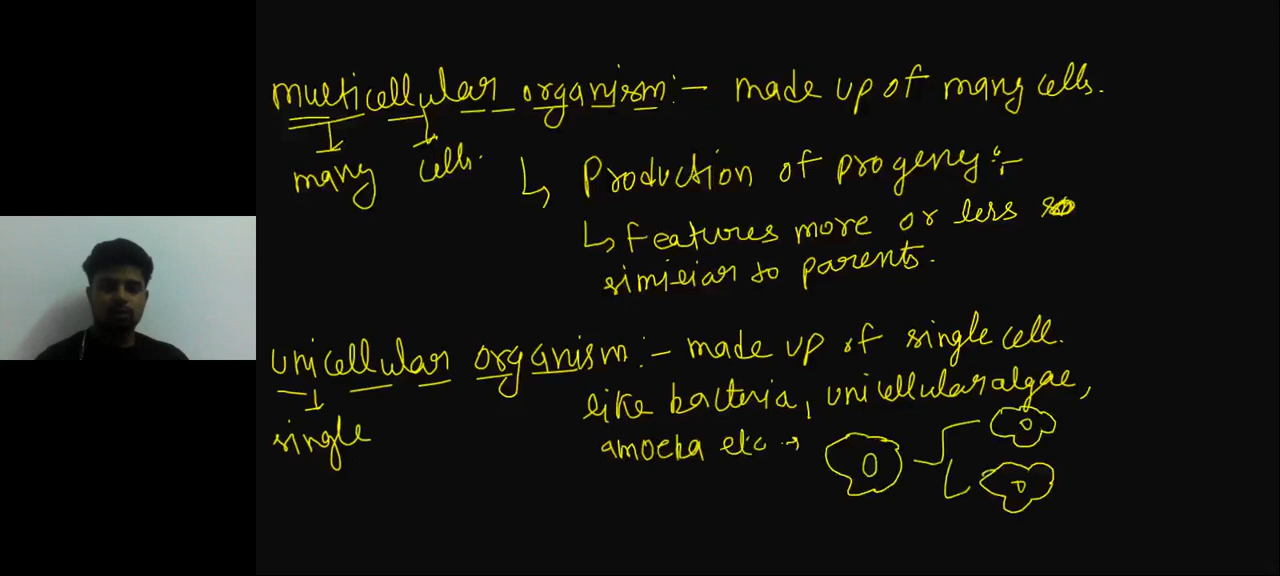 multicellular organism :- made up of many cells.
many cells.
↳ Production of progeny :-
↳ features more or less
similar to parents.
unicellular organism :- made up of single cell.
single
like bacteria, unicellular algae,
amoeba etc →